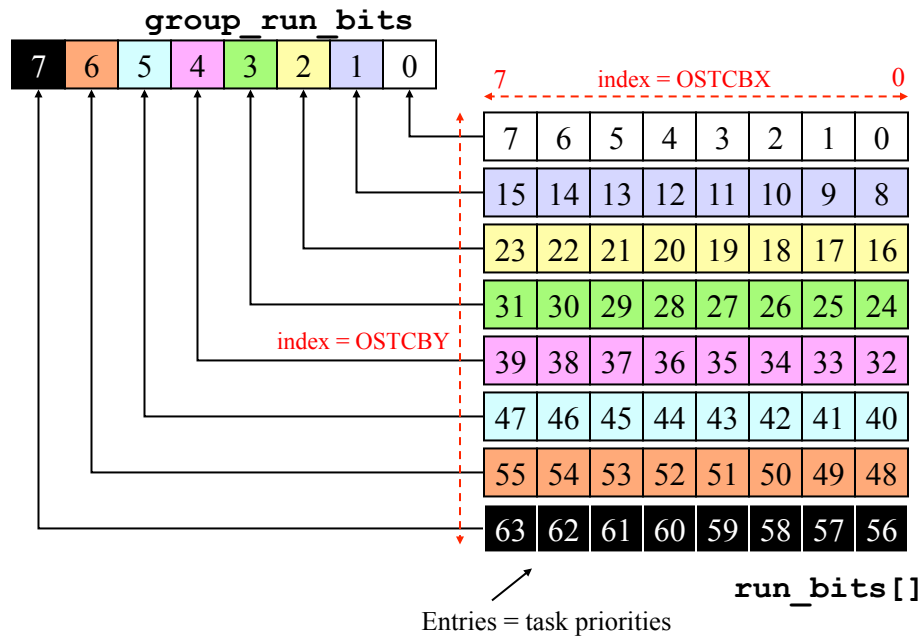 group_run_bits
7 6 5 4 3 2 1 0
7 index = OSTCBX 0
7 6 5 4 3 2 1 0
15 14 13 12 11 10 9 8
23 22 21 20 19 18 17 16
31 30 29 28 27 26 25 24
index = OSTCBY
39 38 37 36 35 34 33 32
47 46 45 44 43 42 41 40
55 54 53 52 51 50 49 48
63 62 61 60 59 58 57 56
run_bits[]
Entries = task priorities